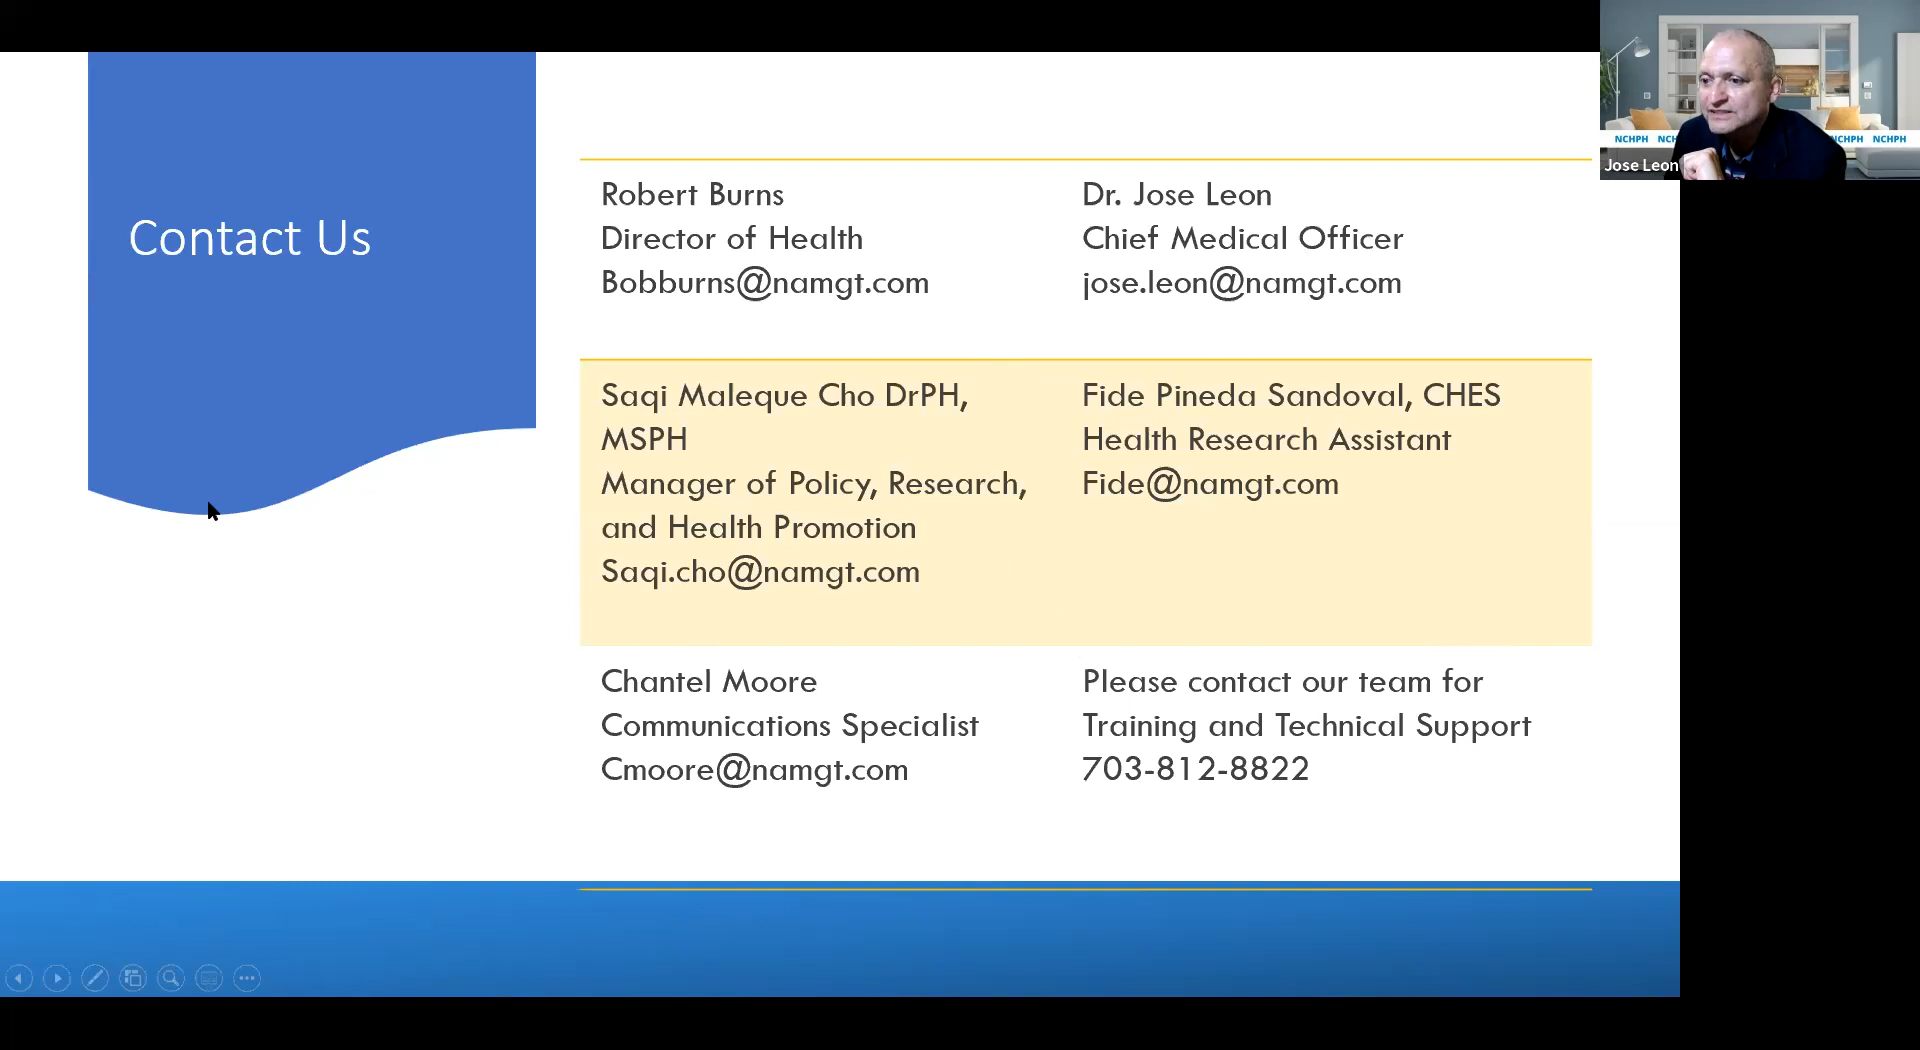 Contact Us
Robert Burns
Director of Health
Bobburns@namgt.com
Dr. Jose Leon
Chief Medical Officer
jose.leon@namgt.com
Saqi Maleque Cho DrPH,
MSPH
Manager of Policy, Research,
and Health Promotion
Saqi.cho@namgt.com
Fide Pineda Sandoval, CHES
Health Research Assistant
Fide@namgt.com
Chantel Moore
Communications Specialist
Cmoore@namgt.com
Please contact our team for
Training and Technical Support
703-812-8822
NCHPH NCH NCHPH NCHPH
Jose Leon